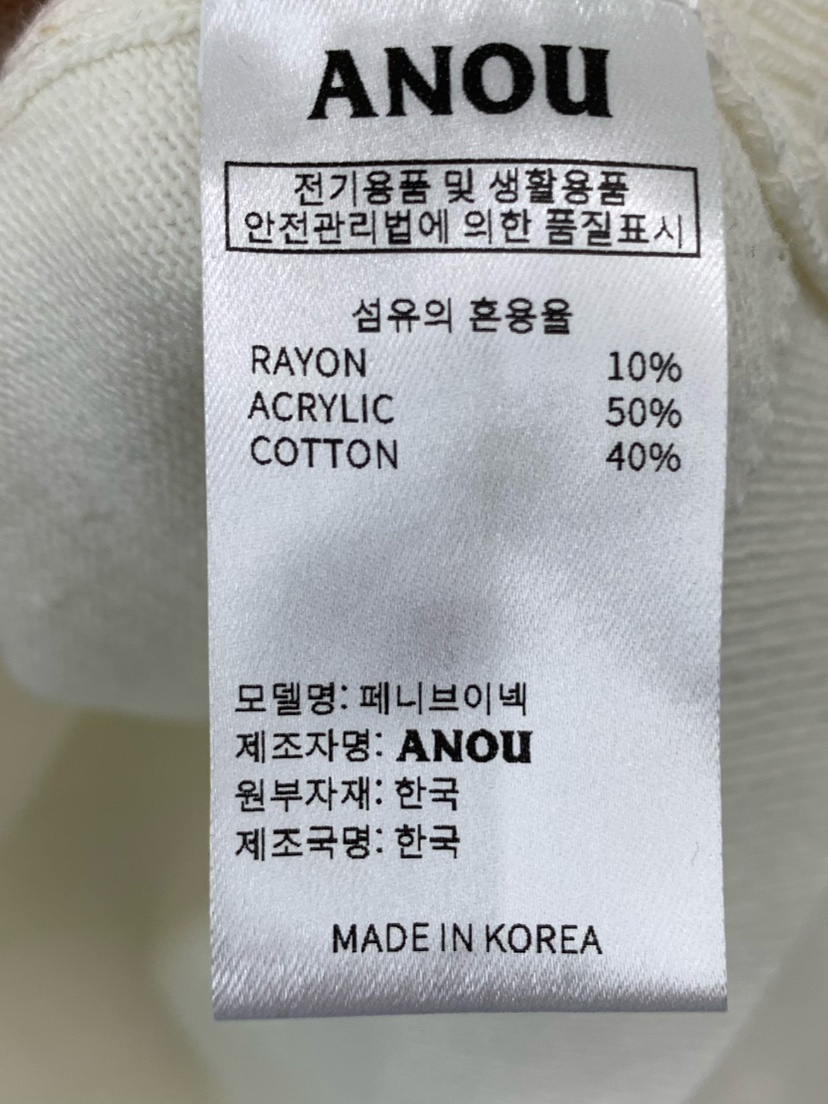 ANOU
전기용품 및 생활용품
안전관리법에 의한 품질표시
섬유의 혼용율
RAYON 10%
ACRYLIC 50%
COTTON 40%
모델명: 페니브이넥
제조자명: ANOU
원부자재: 한국
제조국명: 한국
MADE IN KOREA